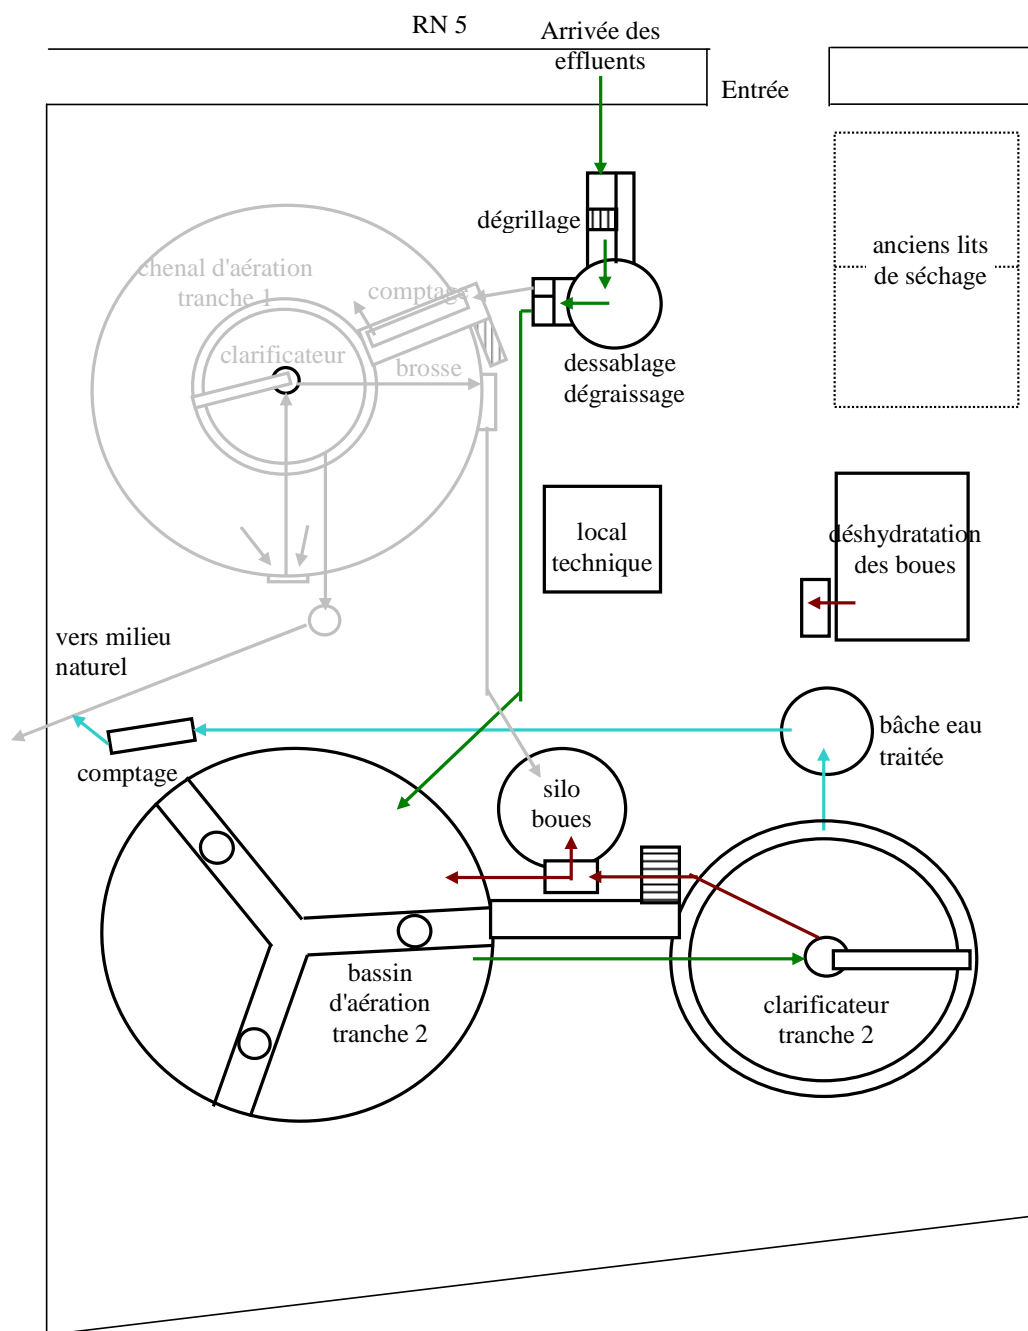 RN 5
Arrivée des
effluents
Entrée
dégrillage
anciens lits
de séchage
chenal d'aération
tranche 1
comptage
clarificateur
brosse
dessablage
dégraissage
local
technique
déshydratation
des boues
vers milieu
naturel
bâche eau
traitée
comptage
silo
boues
bassin
d'aération
tranche 2
clarificateur
tranche 2